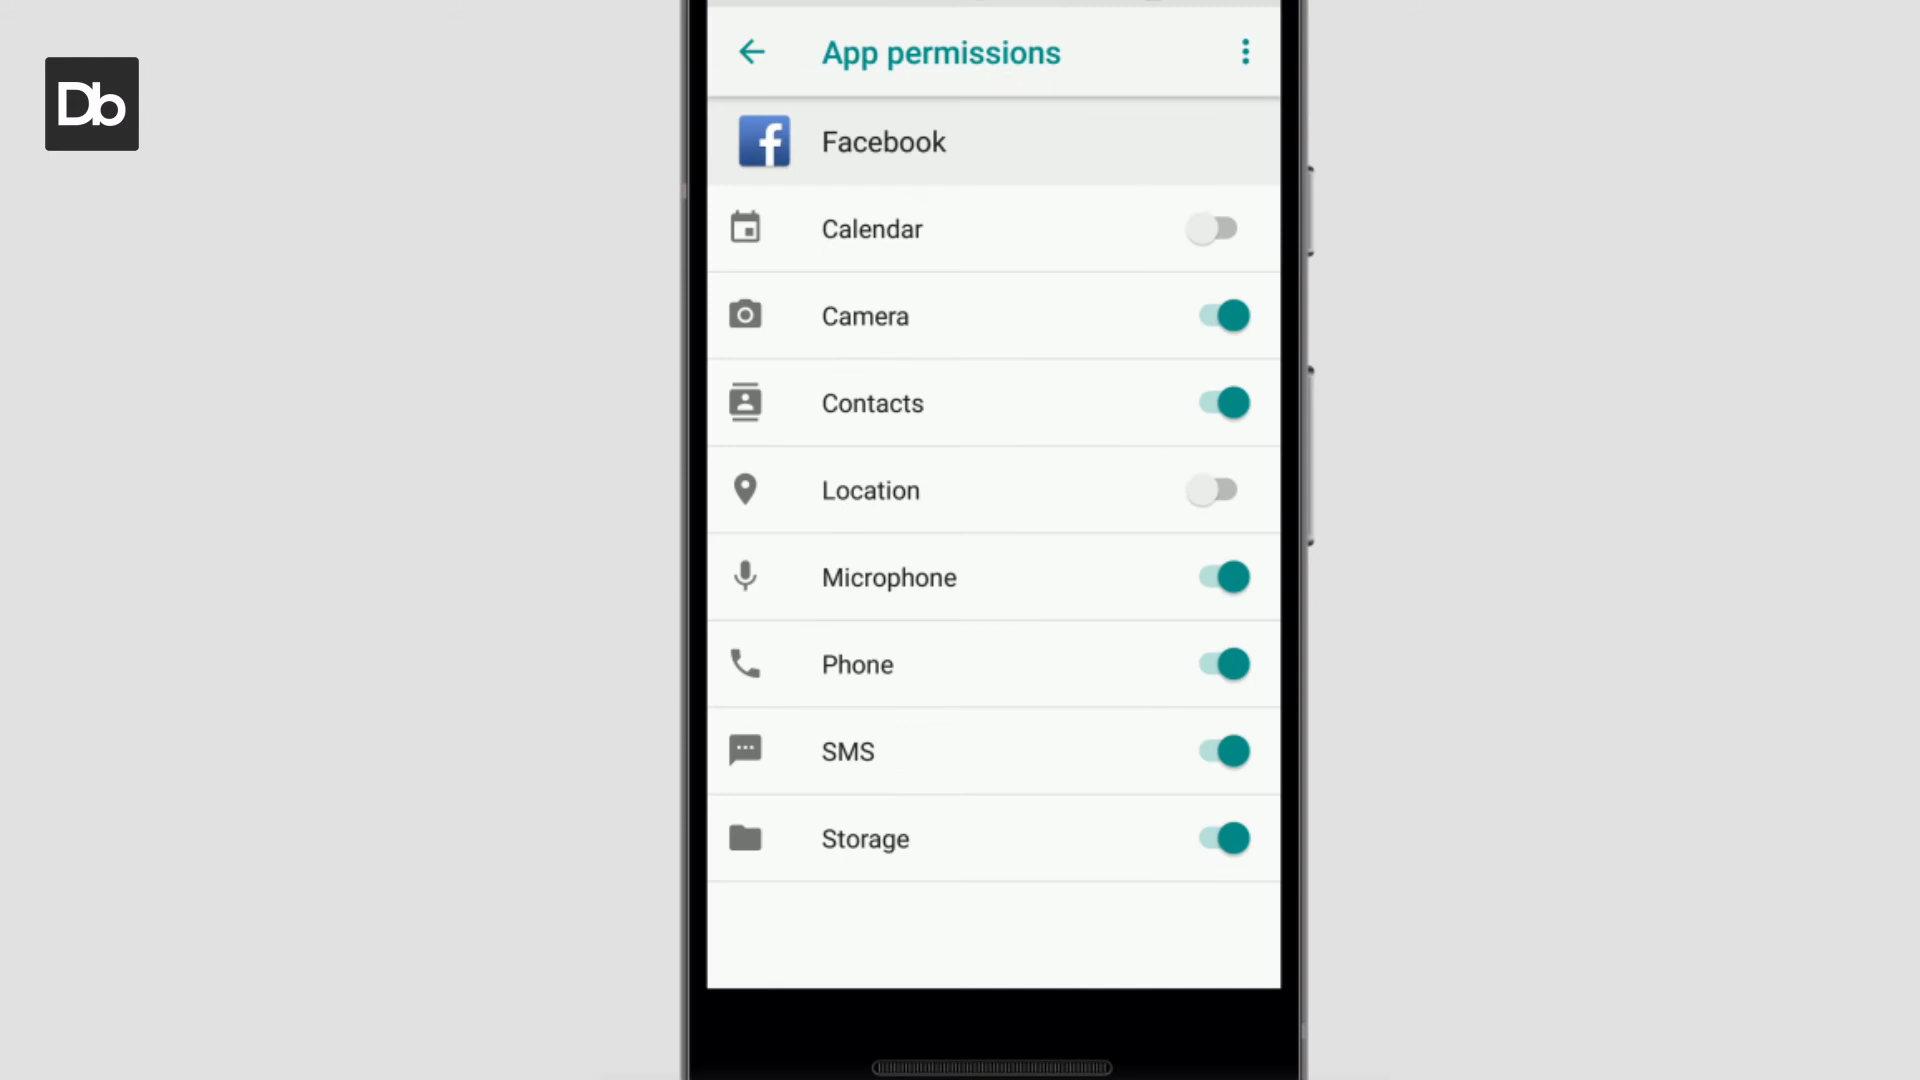 Db
App permissions
Facebook
Calendar
Camera
Contacts
Location
Microphone
Phone
SMS
Storage